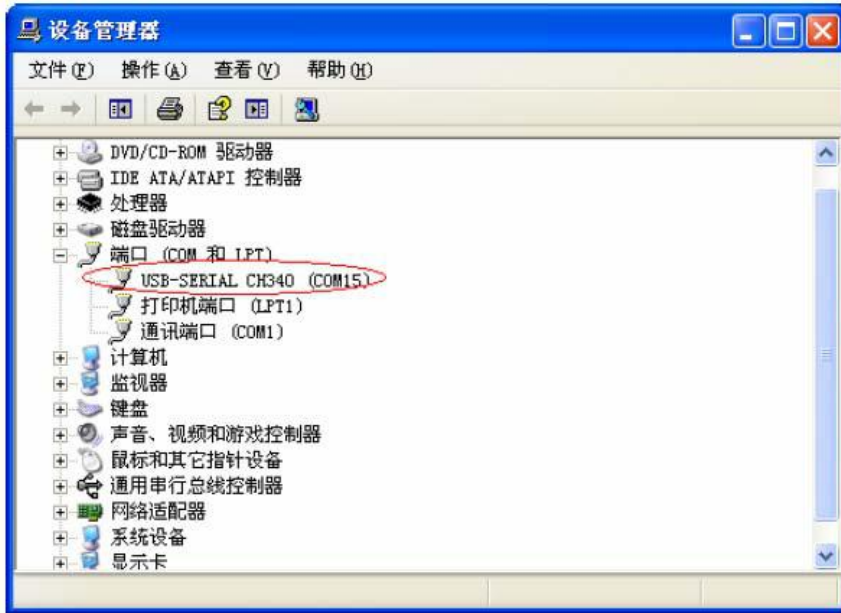 设备管理器
文件(F) 操作(A) 查看(V) 帮助(H)
DVD/CD-ROM 驱动器
IDE ATA/ATAPI 控制器
处理器
磁盘驱动器
端口 (COM 和 LPT)
USB-SERIAL CH340 (COM15)
打印机端口 (LPT1)
通讯端口 (COM1)
计算机
监视器
键盘
声音、视频和游戏控制器
鼠标和其它指针设备
通用串行总线控制器
网络适配器
系统设备
显示卡